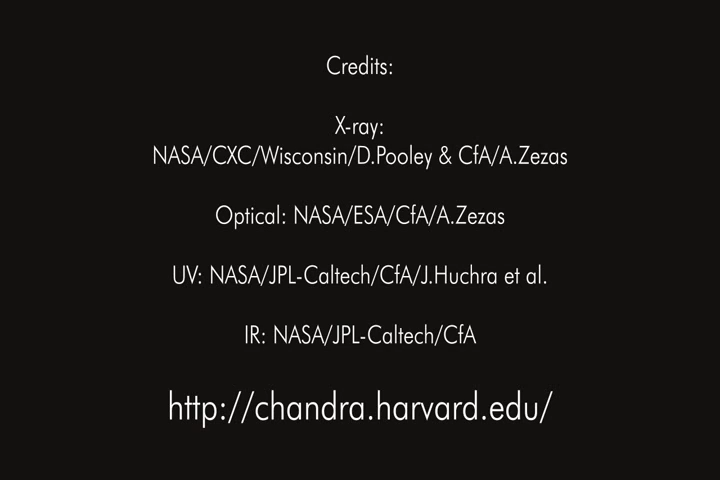 Credits:
X-ray:
NASA/CXC/Wisconsin/D.Pooley & CfA/A.Zezas
Optical: NASA/ESA/CfA/A.Zezas
UV: NASA/JPL-Caltech/CfA/J.Huchra et al.
IR: NASA/JPL-Caltech/CfA
http://chandra.harvard.edu/